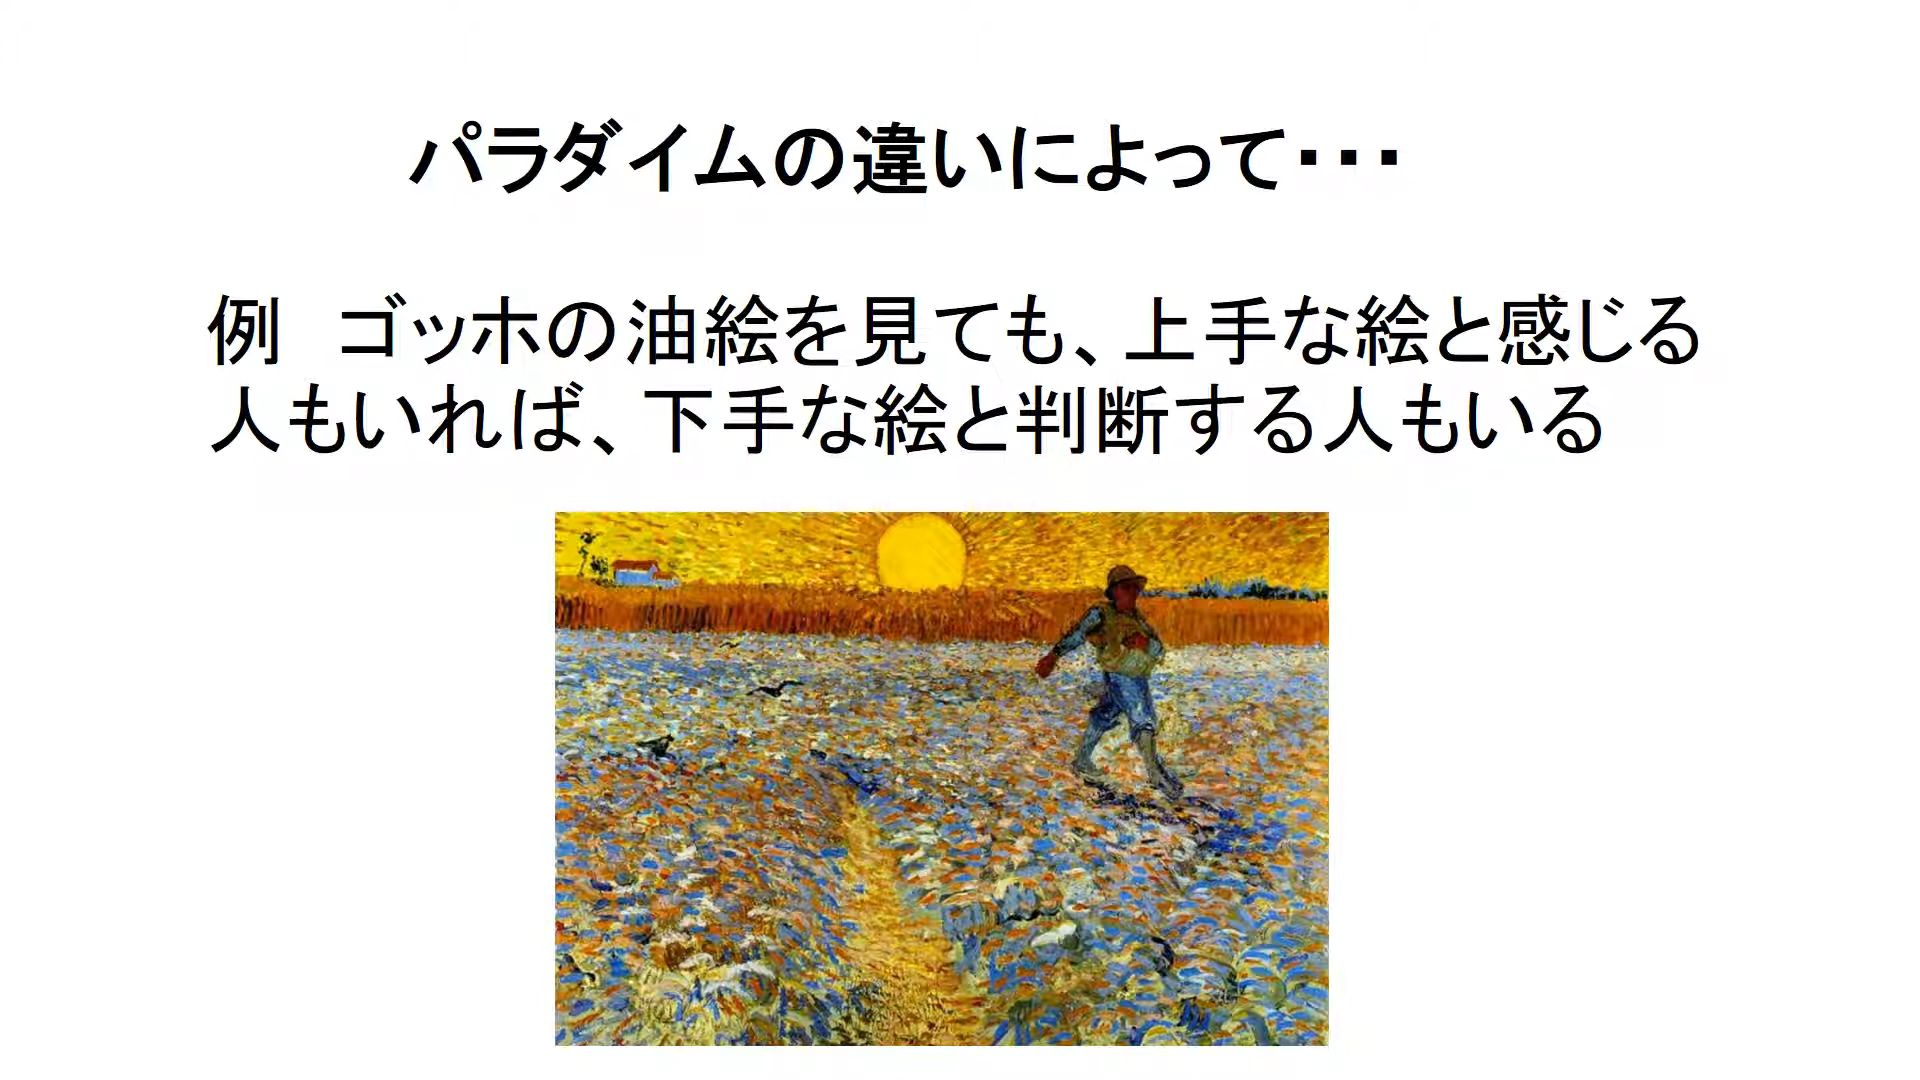 パラダイムの違いによって・・・
例　ゴッホの油絵を見ても、上手な絵と感じる
人もいれば、下手な絵と判断する人もいる